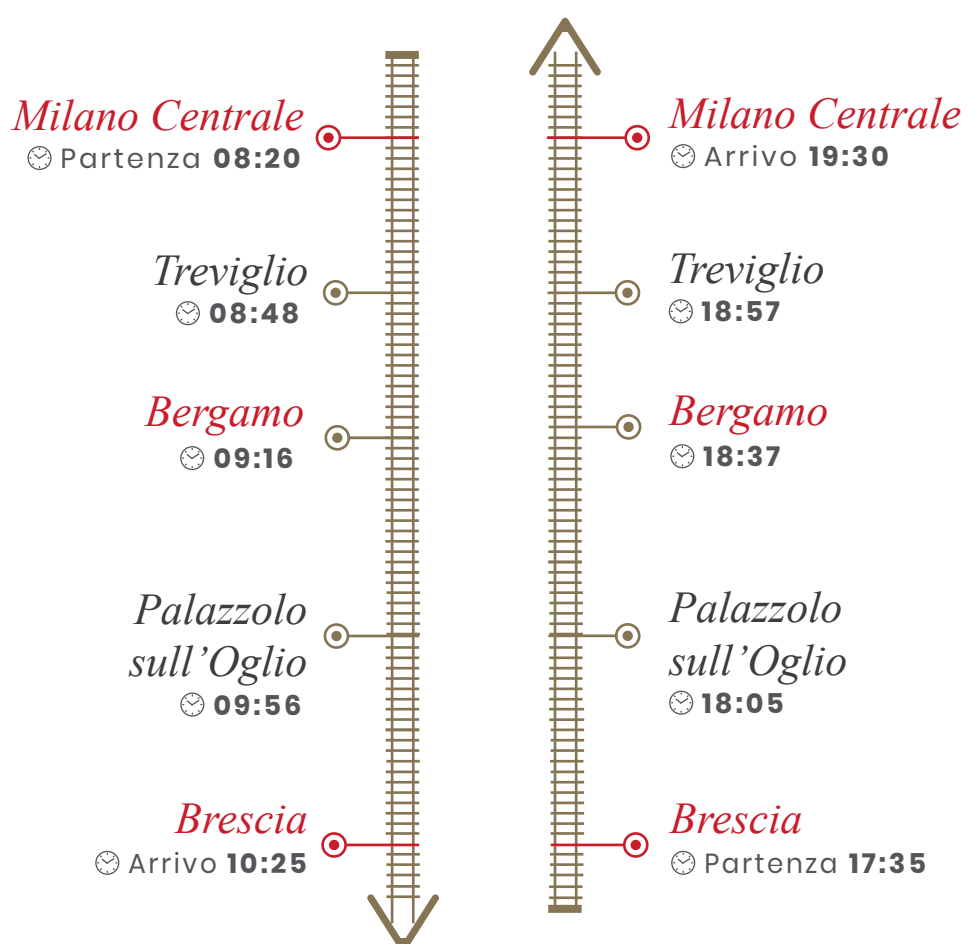 Milano Centrale
Partenza 08:20
Treviglio
08:48
Bergamo
09:16
Palazzolo
sull’Oglio
09:56
Brescia
Arrivo 10:25
Milano Centrale
Arrivo 19:30
Treviglio
18:57
Bergamo
18:37
Palazzolo
sull’Oglio
18:05
Brescia
Partenza 17:35